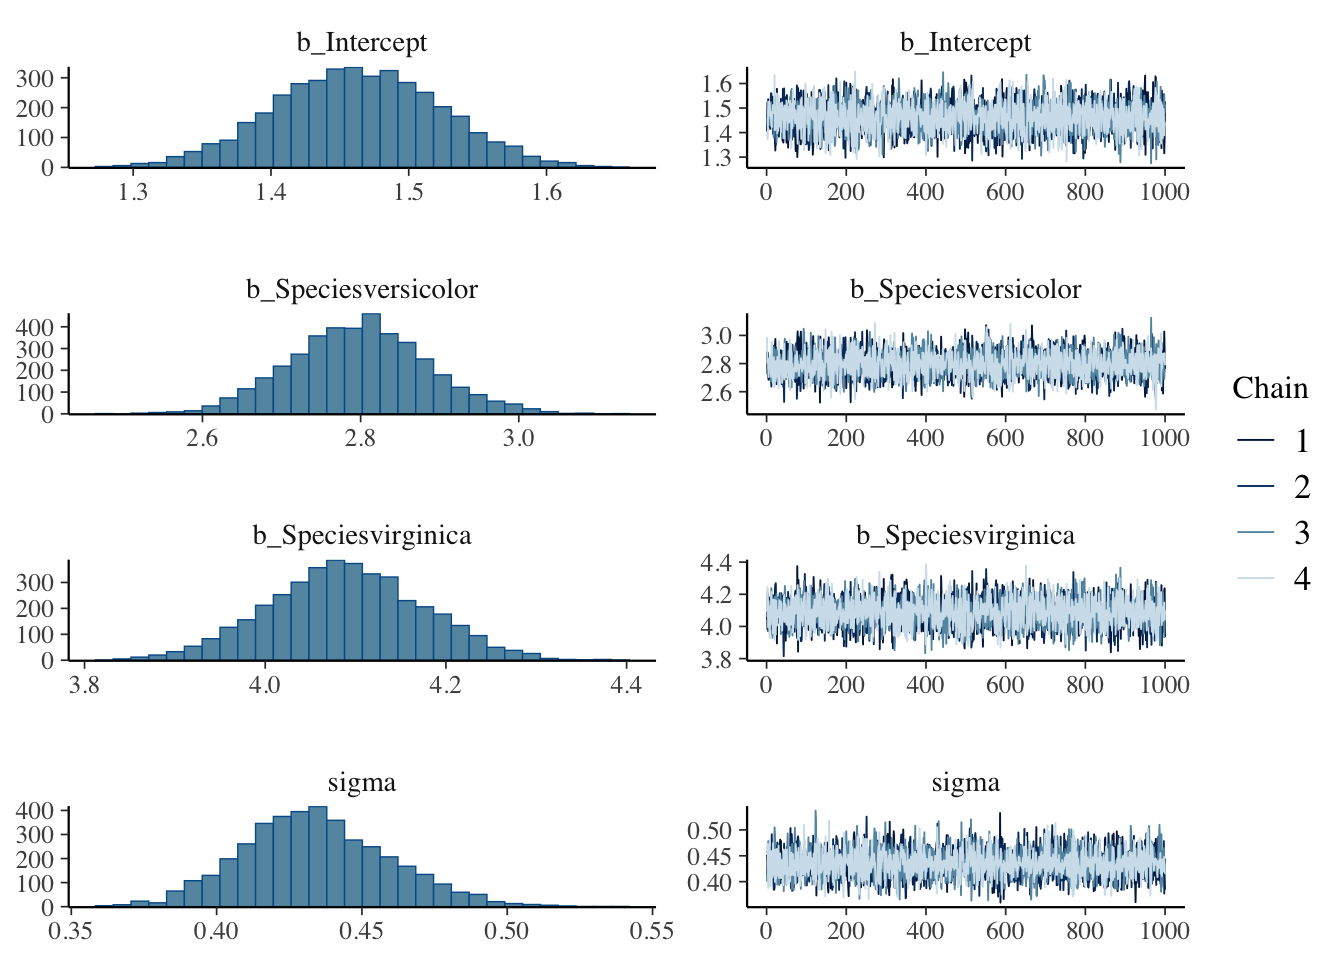 b_Intercept
300
200
100
0
1.3 1.4 1.5 1.6
b_Intercept
1.6
1.5
1.4
1.3
0 200 400 600 800 1000
b_Speciesversicolor
400
300
200
100
0
2.6 2.8 3.0
b_Speciesversicolor
3.0
2.8
2.6
0 200 400 600 800 1000
b_Speciesvirginica
300
200
100
0
3.8 4.0 4.2 4.4
b_Speciesvirginica
4.4
4.2
4.0
3.8
0 200 400 600 800 1000
sigma
400
300
200
100
0
0.35 0.40 0.45 0.50 0.55
sigma
0.50
0.45
0.40
0 200 400 600 800 1000
Chain
1
2
3
4